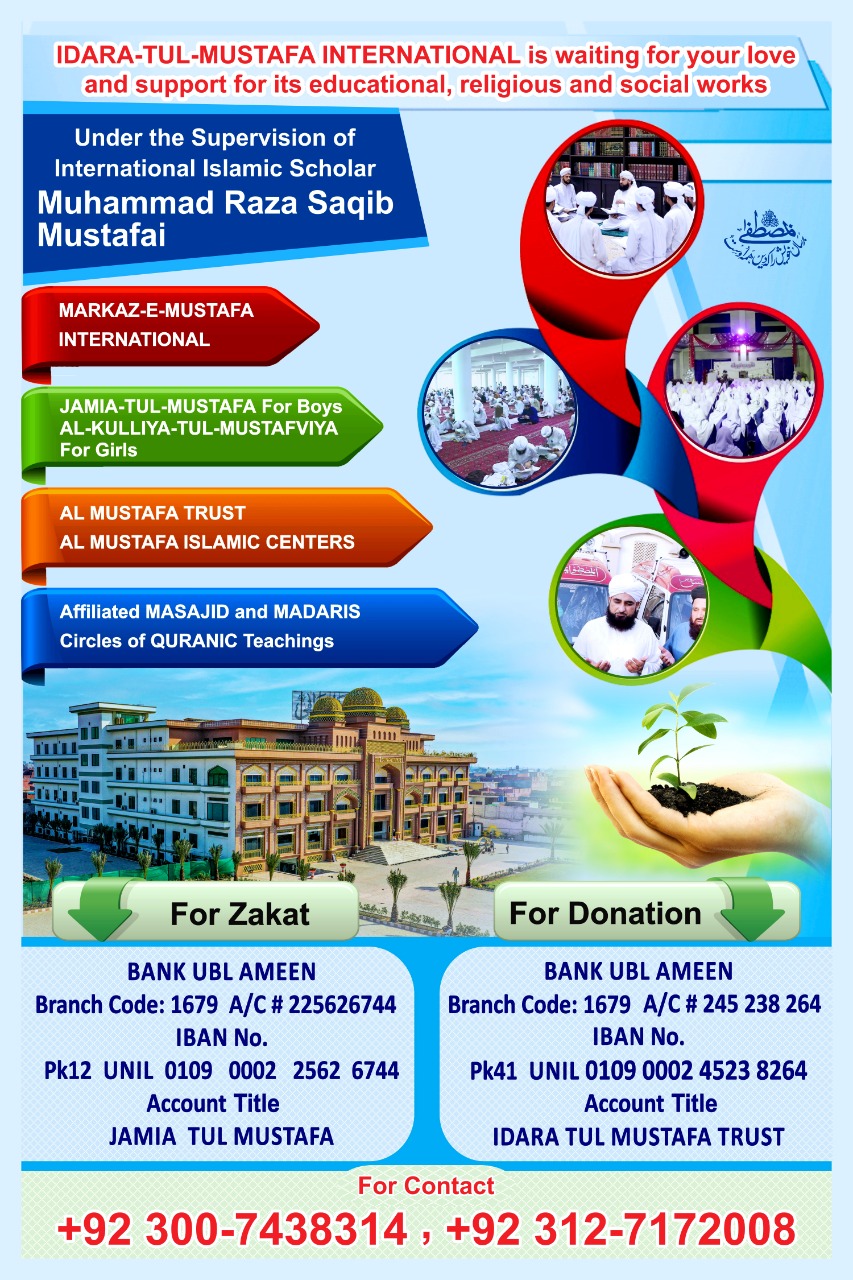 IDARA-TUL-MUSTAFA INTERNATIONAL is waiting for your love
and support for its educational, religious and social works
Under the Supervision of
International Islamic Scholar
Muhammad Raza Saqib
Mustafai
مصطفیٰ
MARKAZ-E-MUSTAFA
INTERNATIONAL
JAMIA-TUL-MUSTAFA For Boys
AL-KULLIYA-TUL-MUSTAFVIYA
For Girls
AL MUSTAFA TRUST
AL MUSTAFA ISLAMIC CENTERS
Affiliated MASAJID and MADARIS
Circles of QURANIC Teachings
For Zakat
BANK UBL AMEEN
Branch Code: 1679 A/C # 225626744
IBAN No.
Pk12 UNIL 0109 0002 2562 6744
Account Title
JAMIA TUL MUSTAFA
For Donation
BANK UBL AMEEN
Branch Code: 1679 A/C # 245 238 264
IBAN No.
Pk41 UNIL 0109 0002 4523 8264
Account Title
IDARA TUL MUSTAFA TRUST
For Contact
+92 300-7438314 , +92 312-7172008